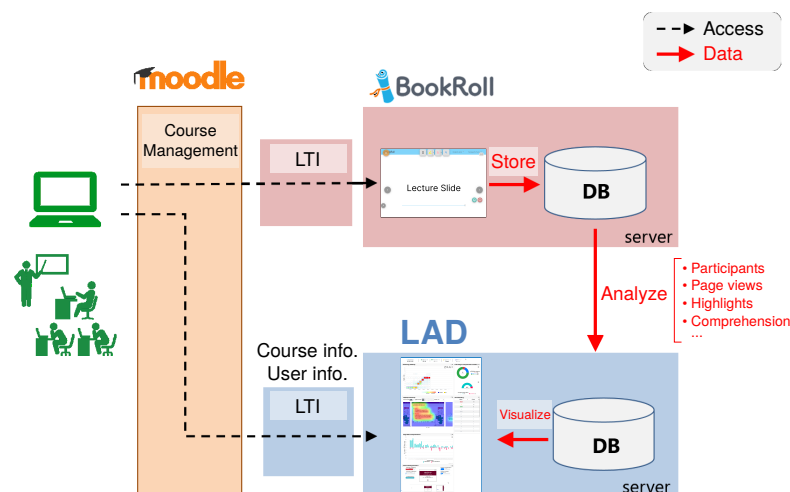 Access
Data
moodle
BookRoll
Course
Management
LTI
Lecture Slide
Store
DB
server
Analyze
• Participants
• Page views
• Highlights
• Comprehension
...
LAD
Course info.
User info.
LTI
Visualize
DB
server